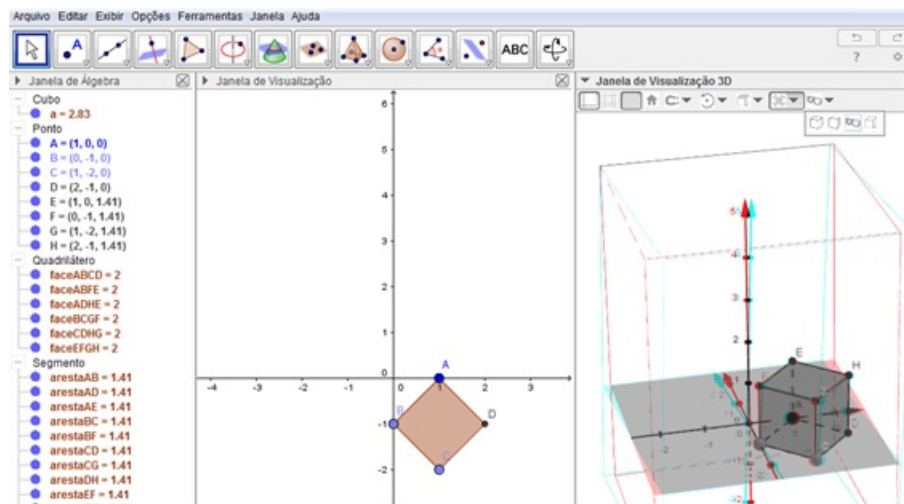 Arquivo Editar Exibir Opções Ferramentas Janela Ajuda
A
ABC
?
Janela de Álgebra
Cubo
a = 2.83
Ponto
A = (1, 0, 0)
B = (0, -1, 0)
C = (1, -2, 0)
D = (2, -1, 0)
E = (1, 0, 1.41)
F = (0, -1, 1.41)
G = (1, -2, 1.41)
H = (2, -1, 1.41)
Quadrilátero
faceABCD = 2
faceABFE = 2
faceADHE = 2
faceBCGF = 2
faceCDHG = 2
faceEFGH = 2
Segmento
arestaAB = 1.41
arestaAD = 1.41
arestaAE = 1.41
arestaBC = 1.41
arestaBF = 1.41
arestaCD = 1.41
arestaCG = 1.41
arestaDH = 1.41
arestaEF = 1.41
Janela de Visualização
6
5
4
3
2
1
0
-1
-2
-4 -3 -2 -1 0 1 2 3
A
B
D
C
Janela de Visualização 3D
3
2
1
E
H
A
D
-2